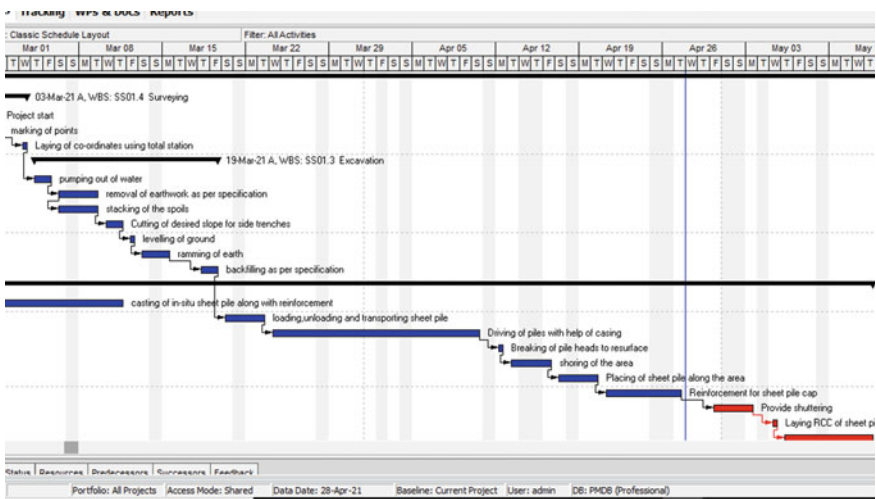 Tracking WPs & Docs Reports
: Classic Schedule Layout Filter: All Activities
Mar 01 Mar 08 Mar 15 Mar 22 Mar 29 Apr 05 Apr 12 Apr 19 Apr 26 May 03 May
T W T F S S M T W T F S S M T W T F S S M T W T F S S M T W T F S S M T W T F S S M T W T F S S M T W T F S S M T W T F S S M T W T F S S M T W T
03-Mar-21 A, WBS: SS01.4 Surveying
Project start
marking of points
Laying of co-ordinates using total station
19-Mar-21 A, WBS: SS01.3 Excavation
pumping out of water
removal of earthwork as per specification
stacking of the spoils
Cutting of desired slope for side trenches
levelling of ground
ramming of earth
backfilling as per specification
casting of in-situ sheet pile along with reinforcement
loading,unloading and transporting sheet pile
Driving of piles with help of casing
Breaking of pile heads to resurface
shoring of the area
Placing of sheet pile along the area
Reinforcement for sheet pile cap
Provide shuttering
Laying RCC of sheet pi
Status Resources Predecessors Successors Feedback
Portfolio: All Projects Access Mode: Shared Data Date: 28-Apr-21 Baseline: Current Project User: admin DB: PMDB (Professional)